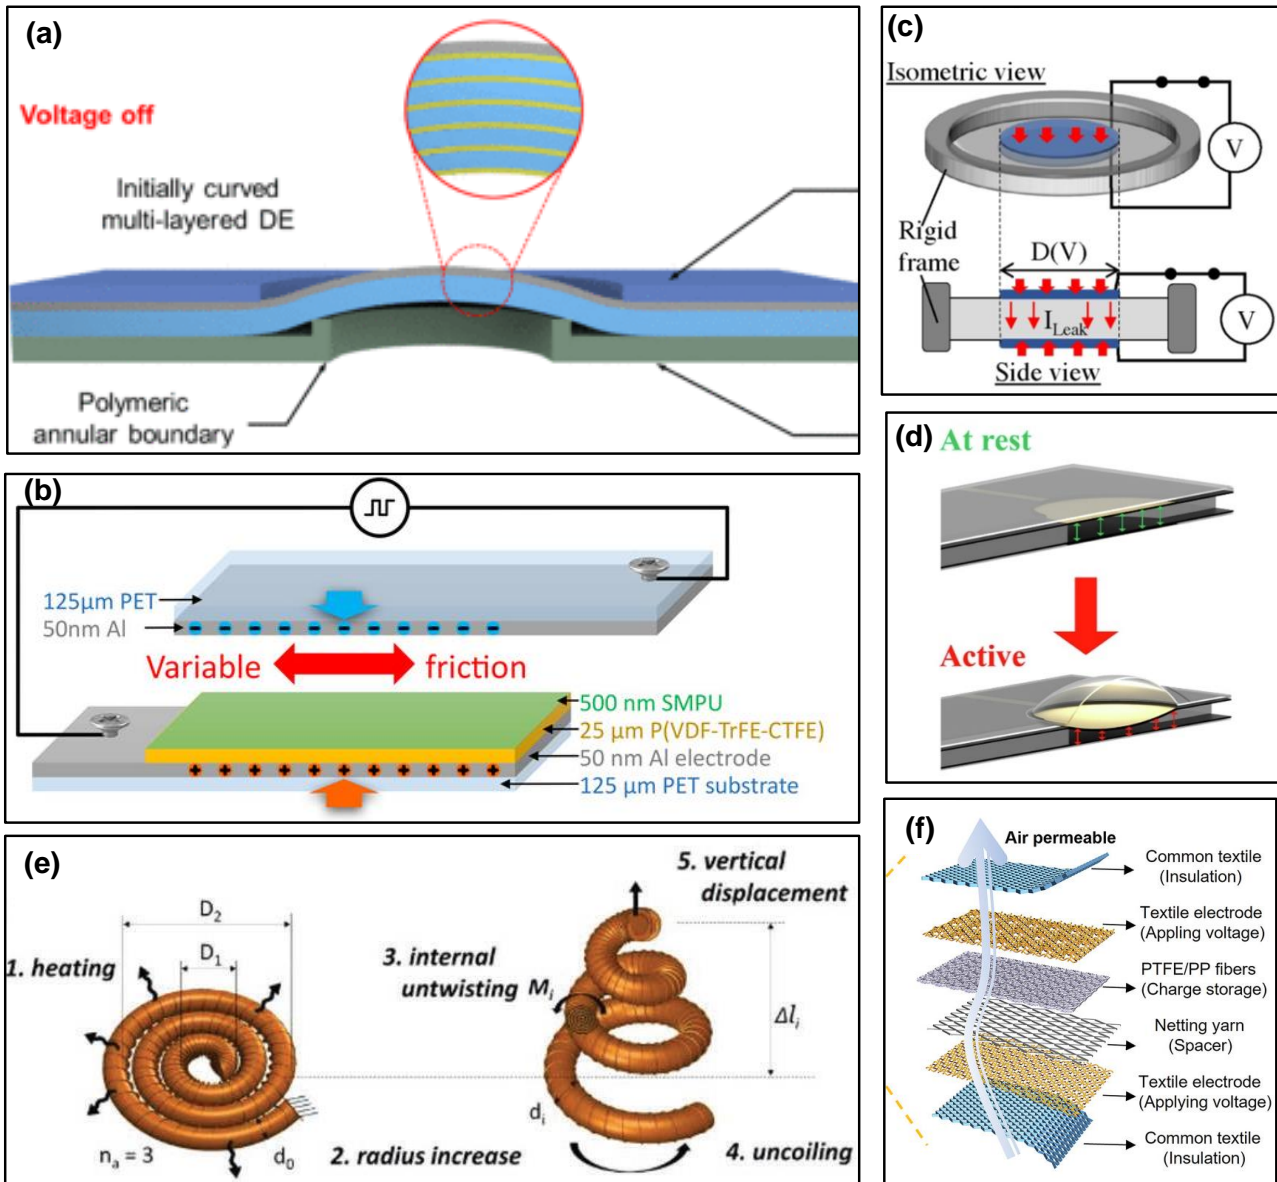 (a)
Voltage off
Initially curved
multi-layered DE
Polymeric
annular boundary
(b)
125μm PET
50nm Al
Variable friction
500 nm SMPU
25 μm P(VDF-TrFE-CTFE)
50 nm Al electrode
125 μm PET substrate
(c)
Isometric view
V
Rigid
frame
D(V)
I_Leak
V
Side view
(d)
At rest
Active
(e)
D₂
D₁
1. heating
nₐ = 3
d₀
2. radius increase
3. internal
untwisting
Mᵢ
5. vertical
displacement
Δlᵢ
dᵢ
4. uncoiling
(f)
Air permeable
Common textile
(Insulation)
Textile electrode
(Appling voltage)
PTFE/PP fibers
(Charge storage)
Netting yarn
(Spacer)
Textile electrode
(Applying voltage)
Common textile
(Insulation)